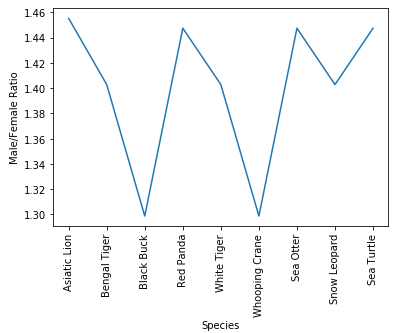 1.46
1.44
1.42
1.40
1.38
1.36
1.34
1.32
1.30
Male/Female Ratio
Asiatic Lion
Bengal Tiger
Black Buck
Red Panda
White Tiger
Whooping Crane
Sea Otter
Snow Leopard
Sea Turtle
Species